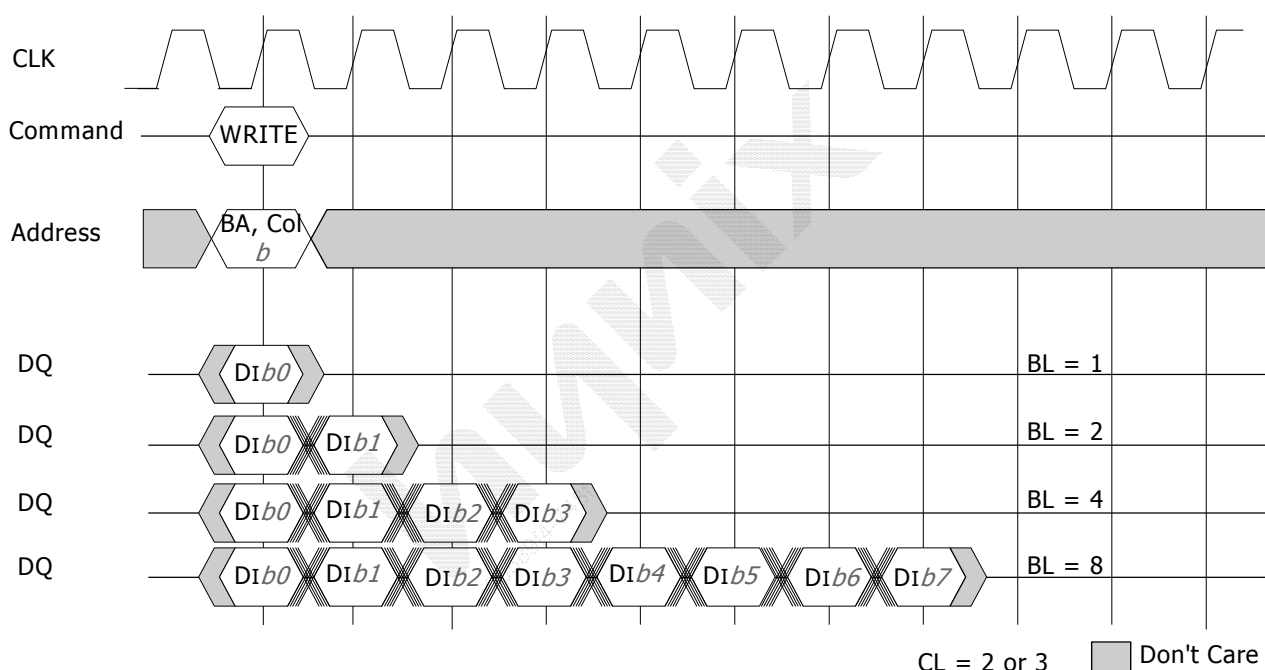 CLK
Command WRITE
Address BA, Col
b
DQ DIb0 BL = 1
DQ DIb0 DIb1 BL = 2
DQ DIb0 DIb1 DIb2 DIb3 BL = 4
DQ DIb0 DIb1 DIb2 DIb3 DIb4 DIb5 DIb6 DIb7 BL = 8
CL = 2 or 3 Don't Care